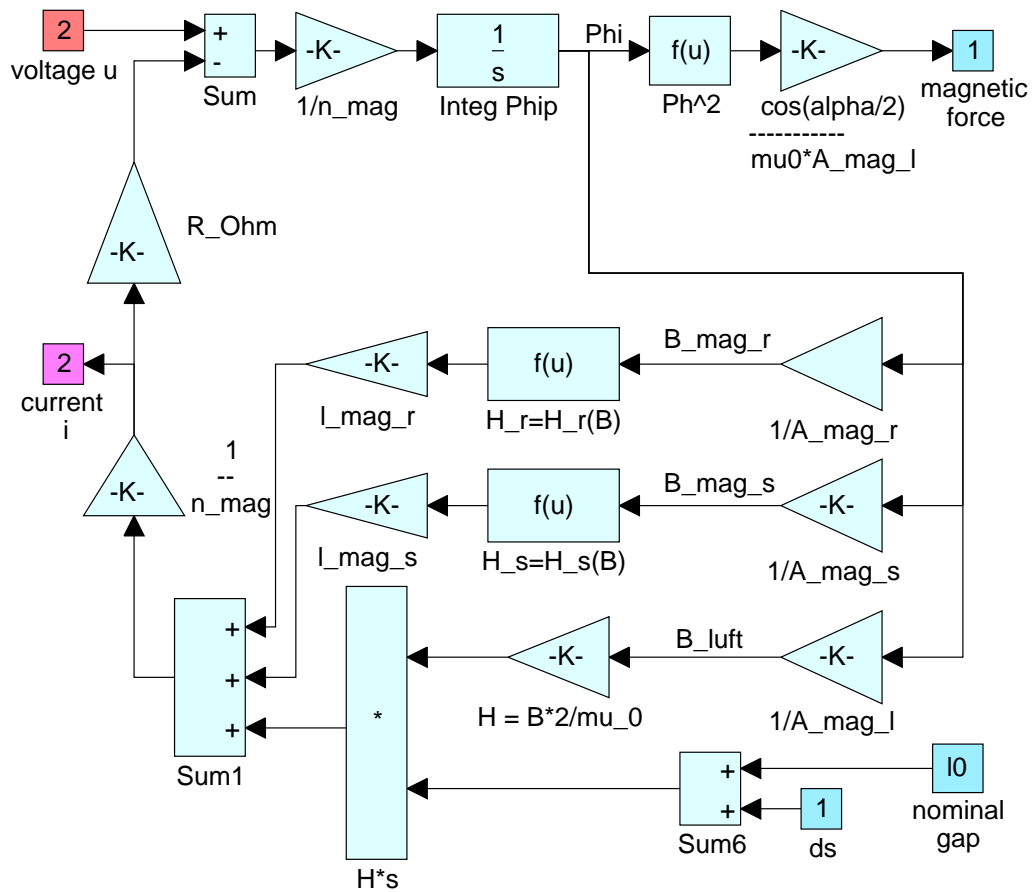 2
voltage u
+
-
Sum
-K-
1/n_mag
1
s
Integ Phip
Phi
f(u)
Ph^2
-K-
cos(alpha/2)
-----------
mu0*A_mag_l
1
magnetic
force
R_Ohm
-K-
2
current
i
-K-
l_mag_r
f(u)
H_r=H_r(B)
B_mag_r
1/A_mag_r
1
--
n_mag
-K-
-K-
l_mag_s
f(u)
H_s=H_s(B)
B_mag_s
-K-
1/A_mag_s
+
+
+
Sum1
*
H*s
-K-
H = B*2/mu_0
B_luft
-K-
1/A_mag_l
+
+
Sum6
l0
nominal
gap
1
ds